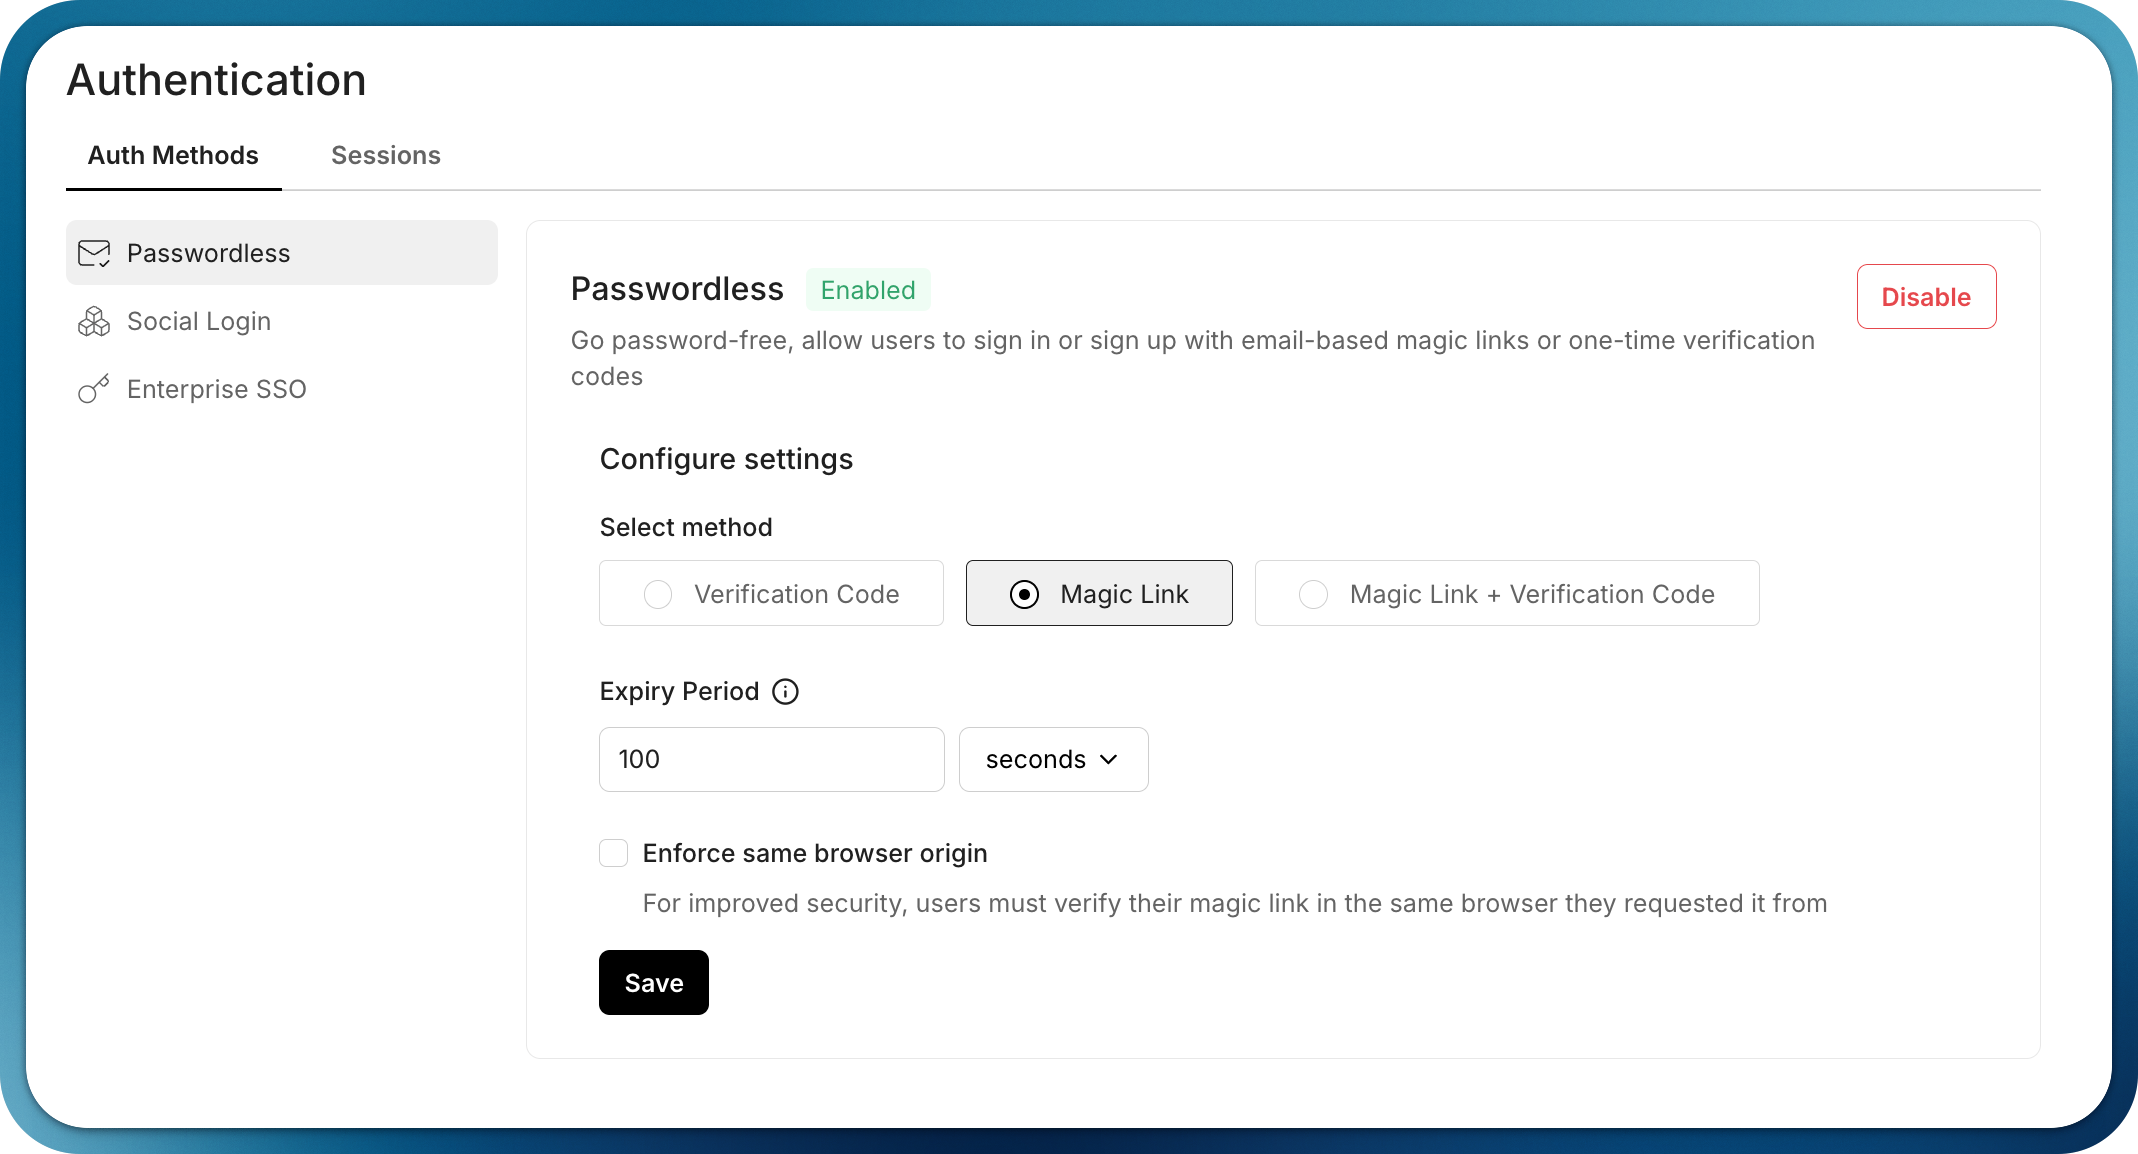 Authentication
Auth Methods
Sessions
Passwordless
Social Login
Enterprise SSO
Passwordless
Enabled
Disable
Go password-free, allow users to sign in or sign up with email-based magic links or one-time verification
codes
Configure settings
Select method
Verification Code
Magic Link
Magic Link + Verification Code
Expiry Period
100
seconds
Enforce same browser origin
For improved security, users must verify their magic link in the same browser they requested it from
Save